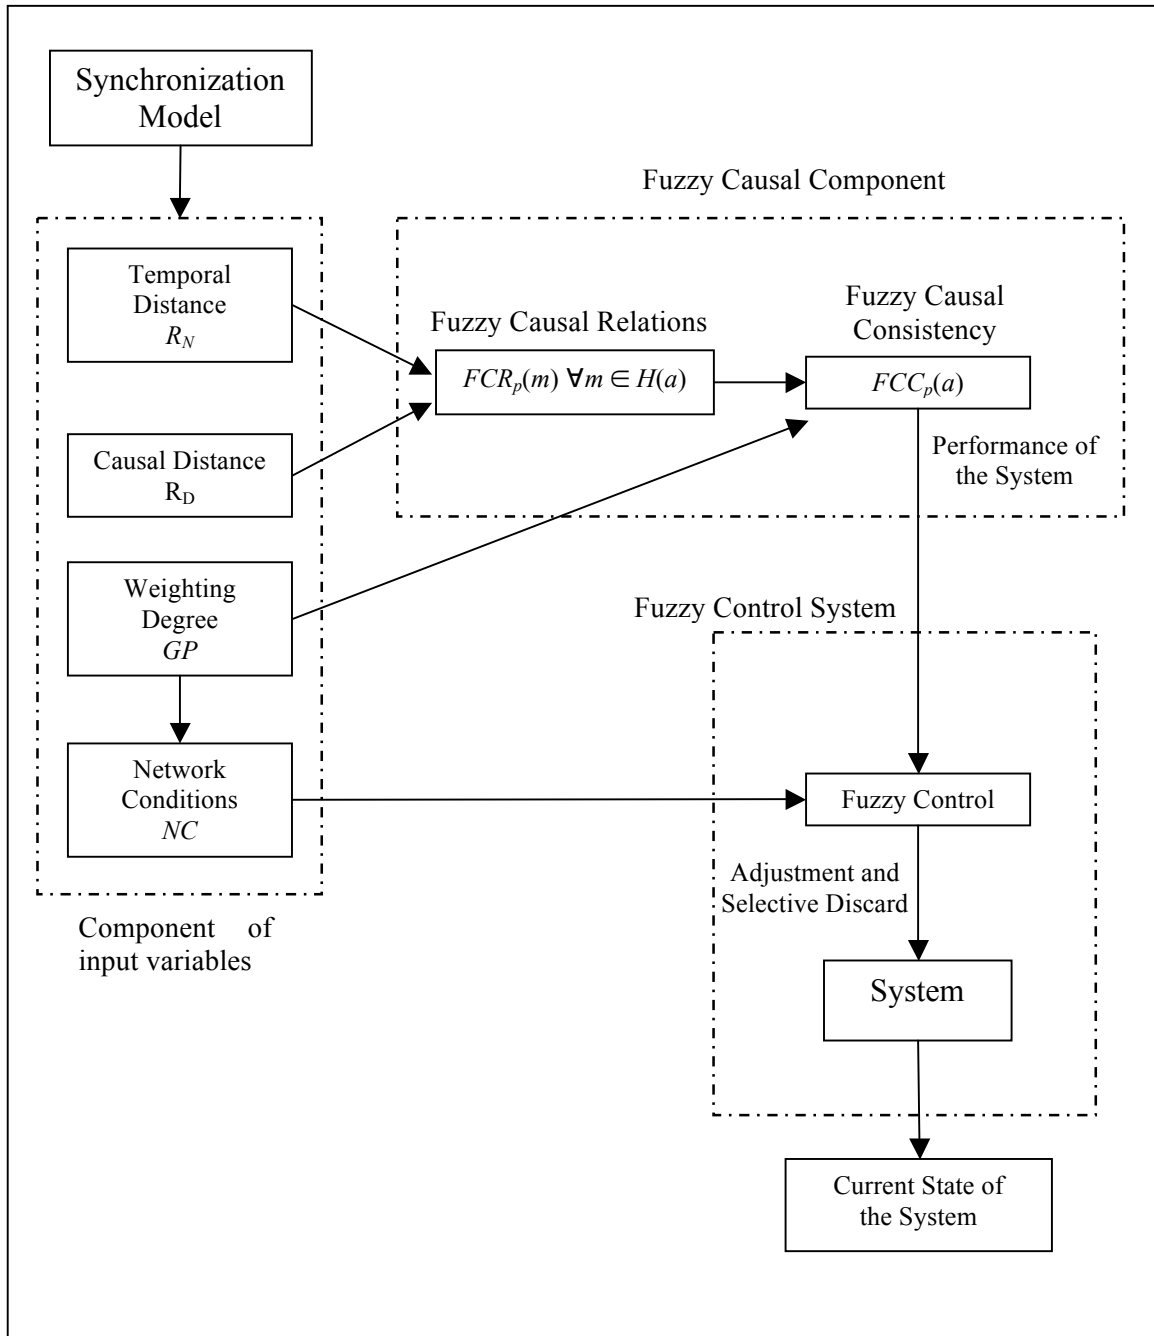 Synchronization
Model
Fuzzy Causal Component
Temporal
Distance
R_N
Fuzzy Causal Relations
Fuzzy Causal
Consistency
FCR_p(m) ∀m ∈ H(a)
FCC_p(a)
Causal Distance
R_D
Performance of
the System
Weighting
Degree
GP
Fuzzy Control System
Network
Conditions
NC
Fuzzy Control
Adjustment and
Selective Discard
Component of
input variables
System
Current State of
the System